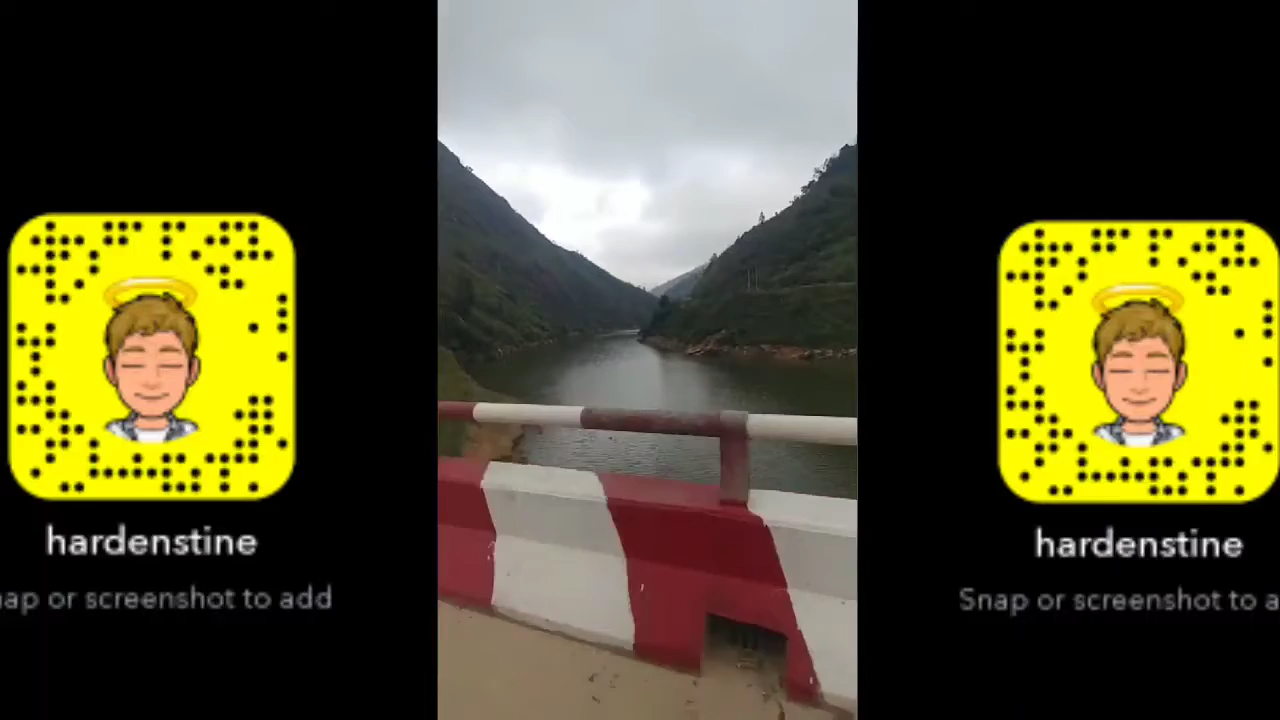 hardenstine
hardenstine
ap or screenshot to add
Snap or screenshot to a